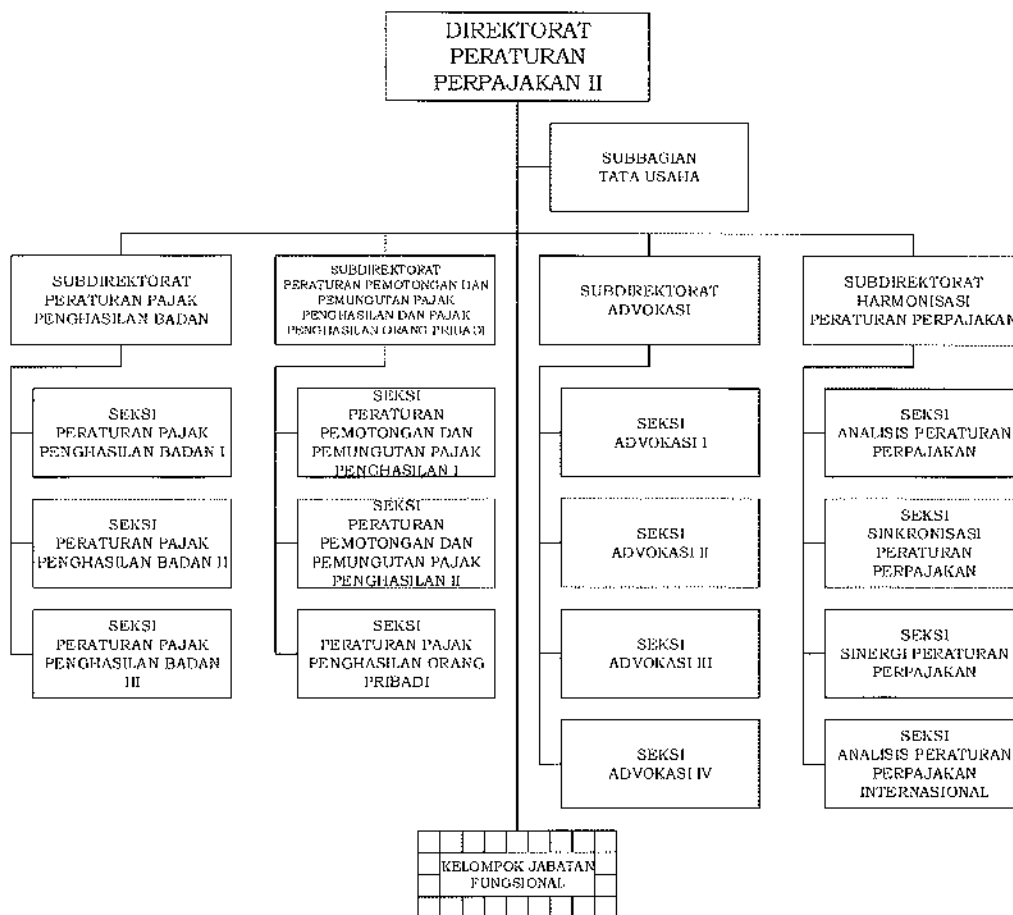 DIREKTORAT
PERATURAN
PERPAJAKAN II
SUBBAGIAN
TATA USAHA
SUBDIREKTORAT
PERATURAN PAJAK
PENGHASILAN BADAN
SUBDIREKTORAT
PERATURAN PEMOTONGAN DAN
PEMUNGUTAN PAJAK
PENGHASILAN DAN PAJAK
PENGHASILAN ORANG PRIBADI
SUBDIREKTORAT
ADVOKASI
SUBDIREKTORAT
HARMONISASI
PERATURAN PERPAJAKAN
SEKSI
PERATURAN PAJAK
PENGHASILAN BADAN I
SEKSI
PERATURAN PAJAK
PENGHASILAN BADAN II
SEKSI
PERATURAN PAJAK
PENGHASILAN BADAN
III
SEKSI
PERATURAN
PEMOTONGAN DAN
PEMUNGUTAN PAJAK
PENGHASILAN I
SEKSI
PERATURAN
PEMOTONGAN DAN
PEMUNGUTAN PAJAK
PENGHASILAN II
SEKSI
PERATURAN PAJAK
PENGHASILAN ORANG
PRIBADI
SEKSI
ADVOKASI I
SEKSI
ADVOKASI II
SEKSI
ADVOKASI III
SEKSI
ADVOKASI IV
SEKSI
ANALISIS PERATURAN
PERPAJAKAN
SEKSI
SINKRONISASI
PERATURAN
PERPAJAKAN
SEKSI
SINERGI PERATURAN
PERPAJAKAN
SEKSI
ANALISIS PERATURAN
PERPAJAKAN
INTERNASIONAL
KELOMPOK JABATAN
FUNGSIONAL